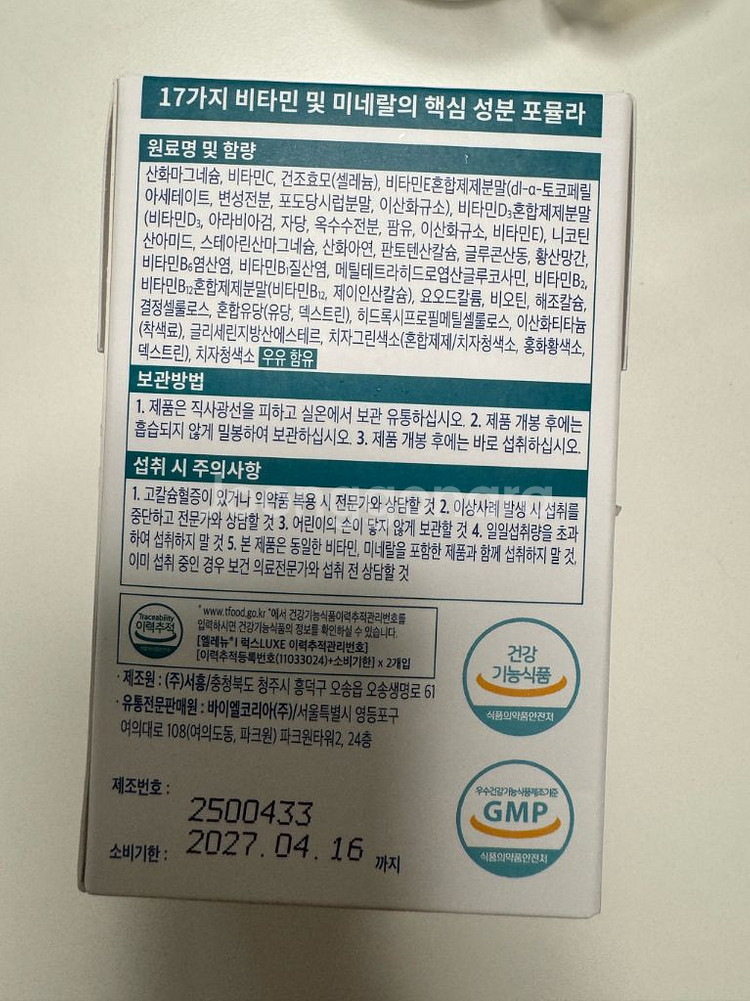 17가지 비타민 및 미네랄의 핵심 성분 포뮬라
원료명 및 함량
산화마그네슘, 비타민C, 건조효모(셀레늄), 비타민E혼합제제분말(dl-α-토코페릴
아세테이트, 변성전분, 포도당시럽분말, 이산화규소), 비타민D₃혼합제제분말
(비타민D₃, 아라비아검, 자당, 옥수수전분, 팜유, 이산화규소, 비타민E), 니코틴
산아미드, 스테아린산마그네슘, 산화아연, 판토텐산칼슘, 글루콘산동, 황산망간,
비타민B₆염산염, 비타민B₁질산염, 메틸테트라히드로엽산글루코사민, 비타민B₂,
비타민B₁₂혼합제제분말(비타민B₁₂, 제이인산칼슘), 요오드칼륨, 비오틴, 해조칼슘,
결정셀룰로스, 혼합유당(유당, 덱스트린), 히드록시프로필메틸셀룰로스, 이산화티타늄
(착색료), 글리세린지방산에스테르, 치자그린색소(혼합제제/치자청색소, 홍화황색소,
덱스트린), 치자청색소 우유 함유
보관방법
1. 제품은 직사광선을 피하고 실온에서 보관 유통하십시오. 2. 제품 개봉 후에는
흡습되지 않게 밀봉하여 보관하십시오. 3. 제품 개봉 후에는 바로 섭취하십시오.
섭취 시 주의사항
1. 고칼슘혈증이 있거나 의약품 복용 시 전문가와 상담할 것 2. 이상사례 발생 시 섭취를
중단하고 전문가와 상담할 것 3. 어린이의 손이 닿지 않게 보관할 것 4. 일일섭취량을 초과
하여 섭취하지 말 것 5. 본 제품은 동일한 비타민, 미네랄을 포함한 제품과 함께 섭취하지 말 것,
이미 섭취 중인 경우 보건 의료전문가와 섭취 전 상담할 것
Traceability
이력추적
"www.tfood.go.kr"에서 건강기능식품이력추적관리번호를
입력하시면 건강기능식품의 정보를 확인하실 수 있습니다.
[엘레뉴®I 럭스LUXE 이력추적관리번호]
[이력추적등록번호(11033024)+소비기한] x 2개입
건강
기능식품
식품의약품안전처
· 제조원 : (주)서흥/충청북도 청주시 흥덕구 오송읍 오송생명로 61
· 유통전문판매원 : 바이엘코리아(주)/서울특별시 영등포구
여의대로 108(여의도동, 파크원) 파크원타워2, 24층
우수건강기능식품제조기준
GMP
식품의약품안전처
제조번호 : 2500433
소비기한 : 2027.04.16 까지